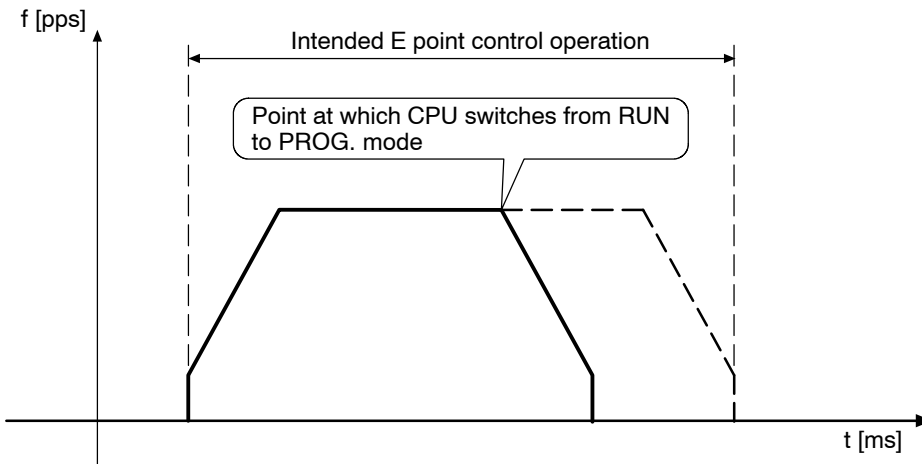 f [pps]
Intended E point control operation
Point at which CPU switches from RUN
to PROG. mode
t [ms]